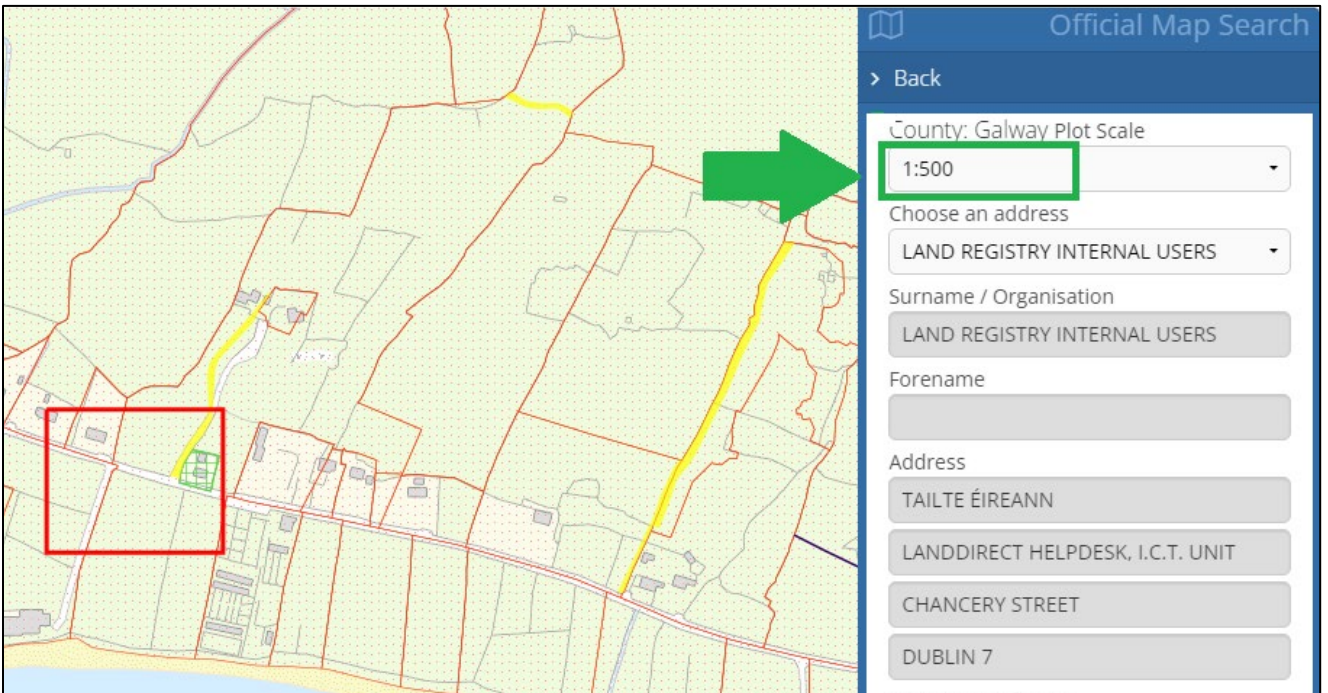 Official Map Search
Back
County: Galway Plot Scale
1:500
Choose an address
LAND REGISTRY INTERNAL USERS
Surname / Organisation
LAND REGISTRY INTERNAL USERS
Forename
Address
TAILTE ÉIREANN
LANDDIRECT HELPDESK, I.C.T. UNIT
CHANCERY STREET
DUBLIN 7